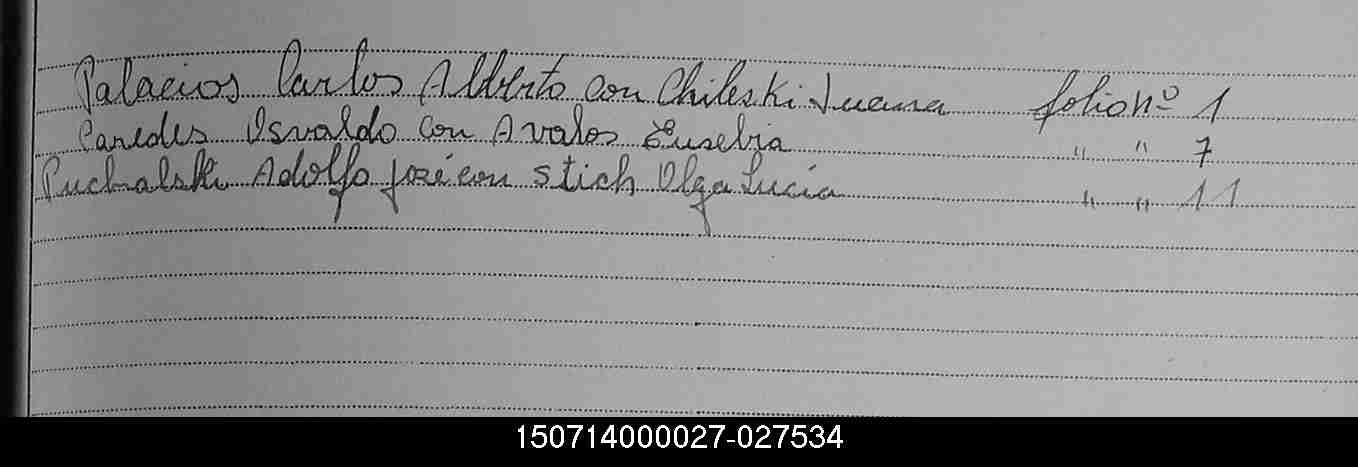 Palacios Carlos Alberto con Chileski Juana folio nº 1
Paredes Osvaldo con Avalos Eusebia " " 7
Puchalski Adolfo José con Stich Olga Lucía " " 11
150714000027-027534